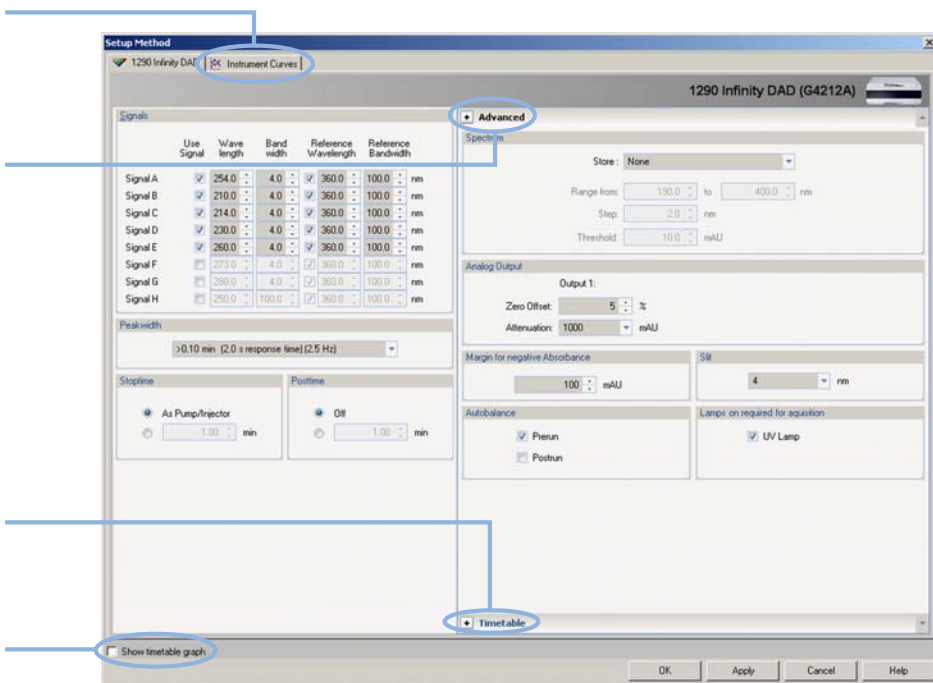 Setup Method
1290 Infinity DAD Instrument Curves
1290 Infinity DAD (G4212A)
Signals
Use Signal Wave length Band width Reference Wavelength Reference Bandwidth
Signal A 254.0 4.0 360.0 100.0 nm
Signal B 210.0 4.0 360.0 100.0 nm
Signal C 214.0 4.0 360.0 100.0 nm
Signal D 230.0 4.0 360.0 100.0 nm
Signal E 260.0 4.0 360.0 100.0 nm
Signal F 273.0 4.0 360.0 100.0 nm
Signal G 280.0 4.0 360.0 100.0 nm
Signal H 250.0 100.0 360.0 100.0 nm
Peakwidth
>0.10 min (2.0 s response time) (2.5 Hz)
Stoptime
As Pump/Injector
1.00 min
Posttime
Off
1.00 min
+ Advanced
Spectrum
Store : None
Range from: 190.0 to 400.0 nm
Step: 2.0 nm
Threshold: 10.0 mAU
Analog Output
Output 1:
Zero Offset: 5 %
Attenuation: 1000 mAU
Margin for negative Absorbance
100 mAU
Slit
4 nm
Autobalance
Prerun
Postrun
Lamps on required for aquisition
UV Lamp
+ Timetable
Show timetable graph
OK Apply Cancel Help